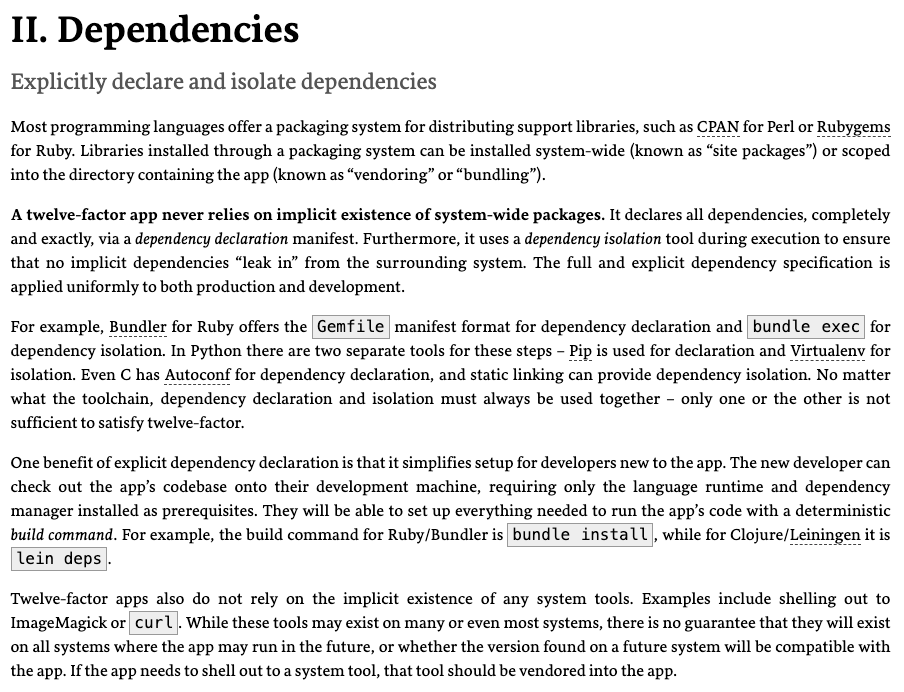 II. Dependencies
Explicitly declare and isolate dependencies
Most programming languages offer a packaging system for distributing support libraries, such as CPAN for Perl or Rubygems
for Ruby. Libraries installed through a packaging system can be installed system-wide (known as “site packages”) or scoped
into the directory containing the app (known as “vendoring” or “bundling”).
A twelve-factor app never relies on implicit existence of system-wide packages. It declares all dependencies, completely
and exactly, via a dependency declaration manifest. Furthermore, it uses a dependency isolation tool during execution to ensure
that no implicit dependencies “leak in” from the surrounding system. The full and explicit dependency specification is
applied uniformly to both production and development.
For example, Bundler for Ruby offers the Gemfile manifest format for dependency declaration and bundle exec for
dependency isolation. In Python there are two separate tools for these steps – Pip is used for declaration and Virtualenv for
isolation. Even C has Autoconf for dependency declaration, and static linking can provide dependency isolation. No matter
what the toolchain, dependency declaration and isolation must always be used together – only one or the other is not
sufficient to satisfy twelve-factor.
One benefit of explicit dependency declaration is that it simplifies setup for developers new to the app. The new developer can
check out the app’s codebase onto their development machine, requiring only the language runtime and dependency
manager installed as prerequisites. They will be able to set up everything needed to run the app’s code with a deterministic
build command. For example, the build command for Ruby/Bundler is bundle install, while for Clojure/Leiningen it is
lein deps.
Twelve-factor apps also do not rely on the implicit existence of any system tools. Examples include shelling out to
ImageMagick or curl. While these tools may exist on many or even most systems, there is no guarantee that they will exist
on all systems where the app may run in the future, or whether the version found on a future system will be compatible with
the app. If the app needs to shell out to a system tool, that tool should be vendored into the app.